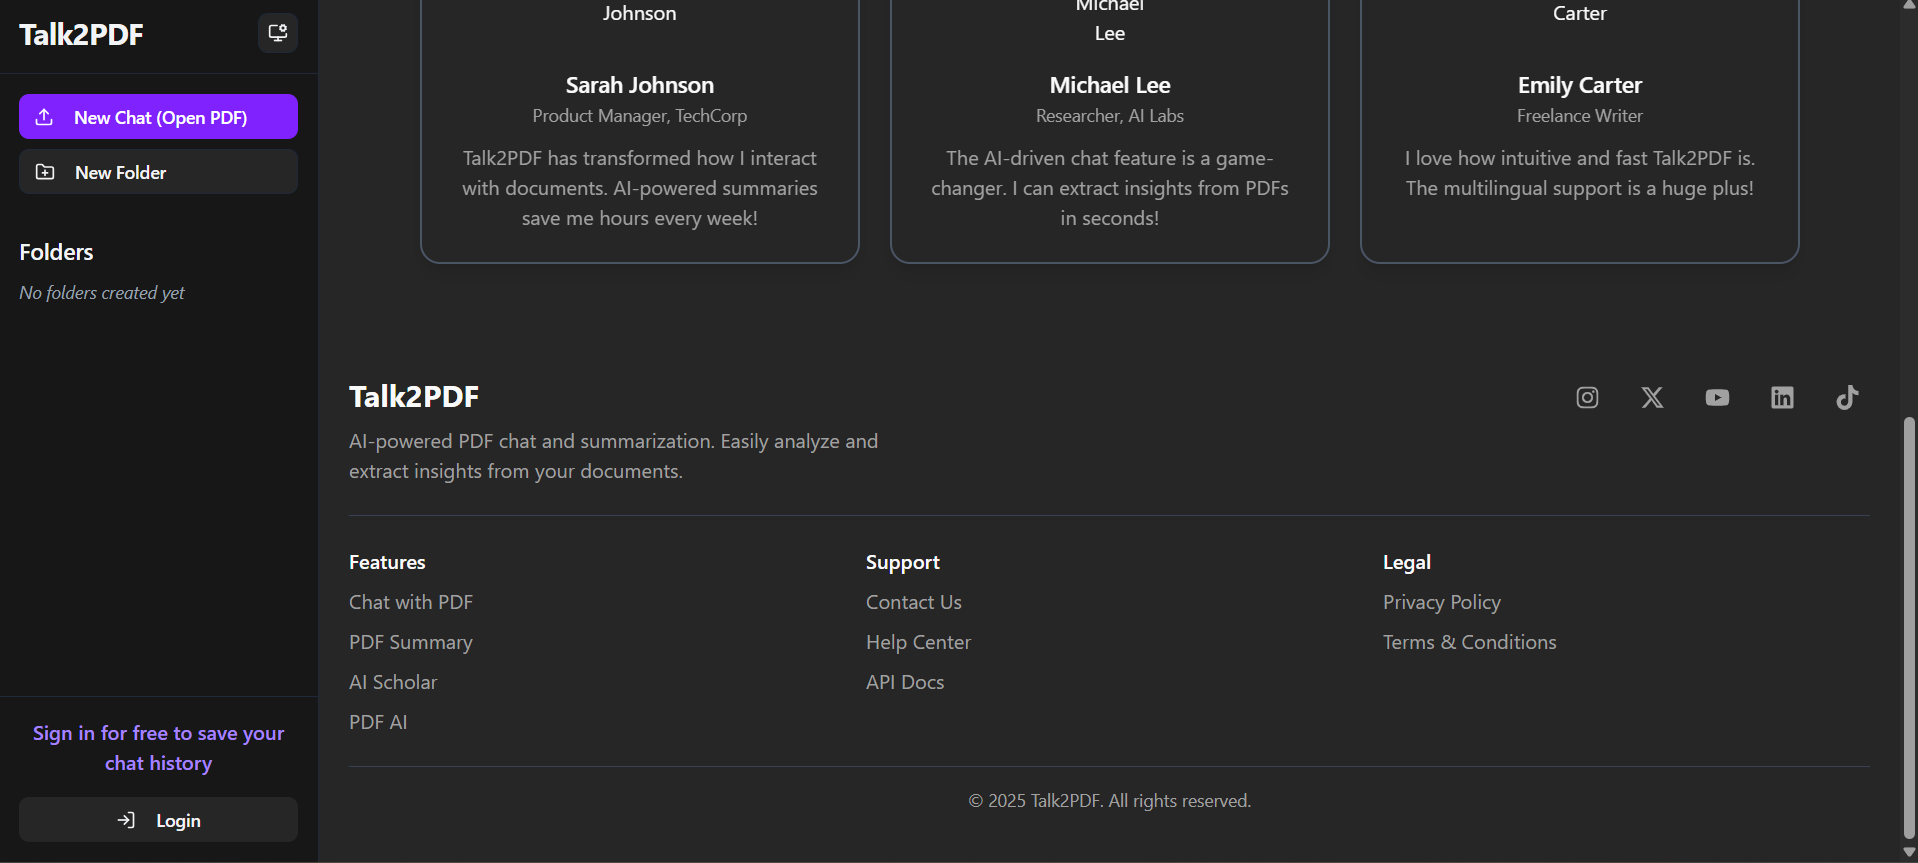 Talk2PDF
New Chat (Open PDF)
New Folder
Folders
No folders created yet
Sign in for free to save your
chat history
Login
Johnson
Sarah Johnson
Product Manager, TechCorp
Talk2PDF has transformed how I interact
with documents. AI-powered summaries
save me hours every week!
Michael
Lee
Michael Lee
Researcher, AI Labs
The AI-driven chat feature is a game-
changer. I can extract insights from PDFs
in seconds!
Carter
Emily Carter
Freelance Writer
I love how intuitive and fast Talk2PDF is.
The multilingual support is a huge plus!
Talk2PDF
AI-powered PDF chat and summarization. Easily analyze and
extract insights from your documents.
Features
Chat with PDF
PDF Summary
AI Scholar
PDF AI
Support
Contact Us
Help Center
API Docs
Legal
Privacy Policy
Terms & Conditions
© 2025 Talk2PDF. All rights reserved.